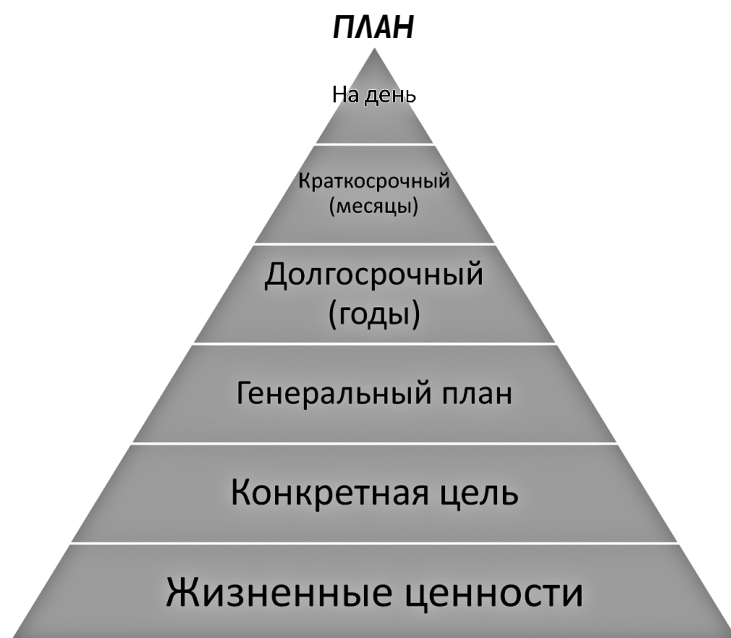 ПЛАН
На день
Краткосрочный
(месяцы)
Долгосрочный
(годы)
Генеральный план
Конкретная цель
Жизненные ценности